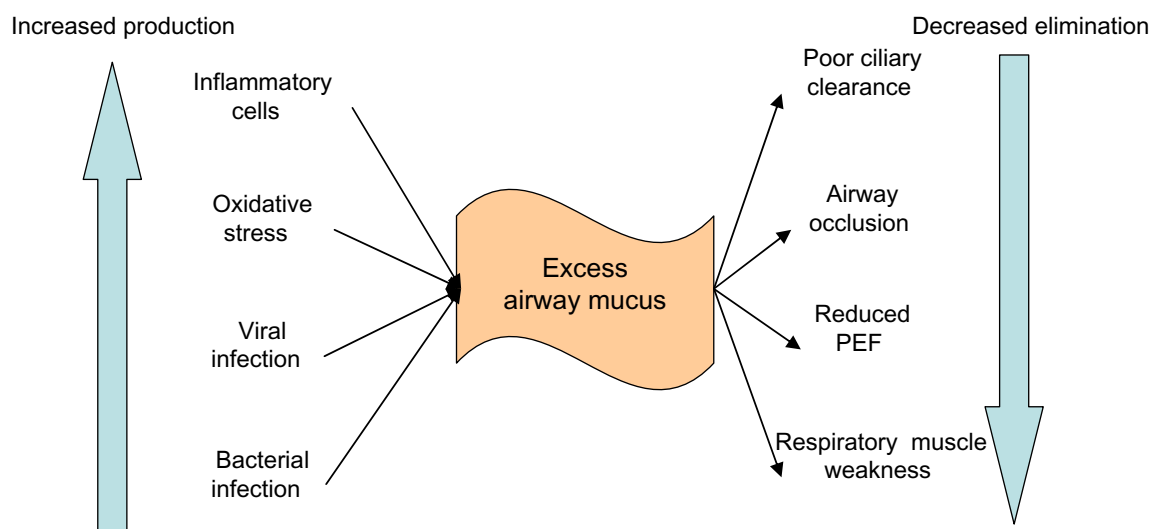 Increased production
Decreased elimination
Inflammatory
cells
Oxidative
stress
Viral
infection
Bacterial
infection
Excess
airway mucus
Poor ciliary
clearance
Airway
occlusion
Reduced
PEF
Respiratory muscle
weakness